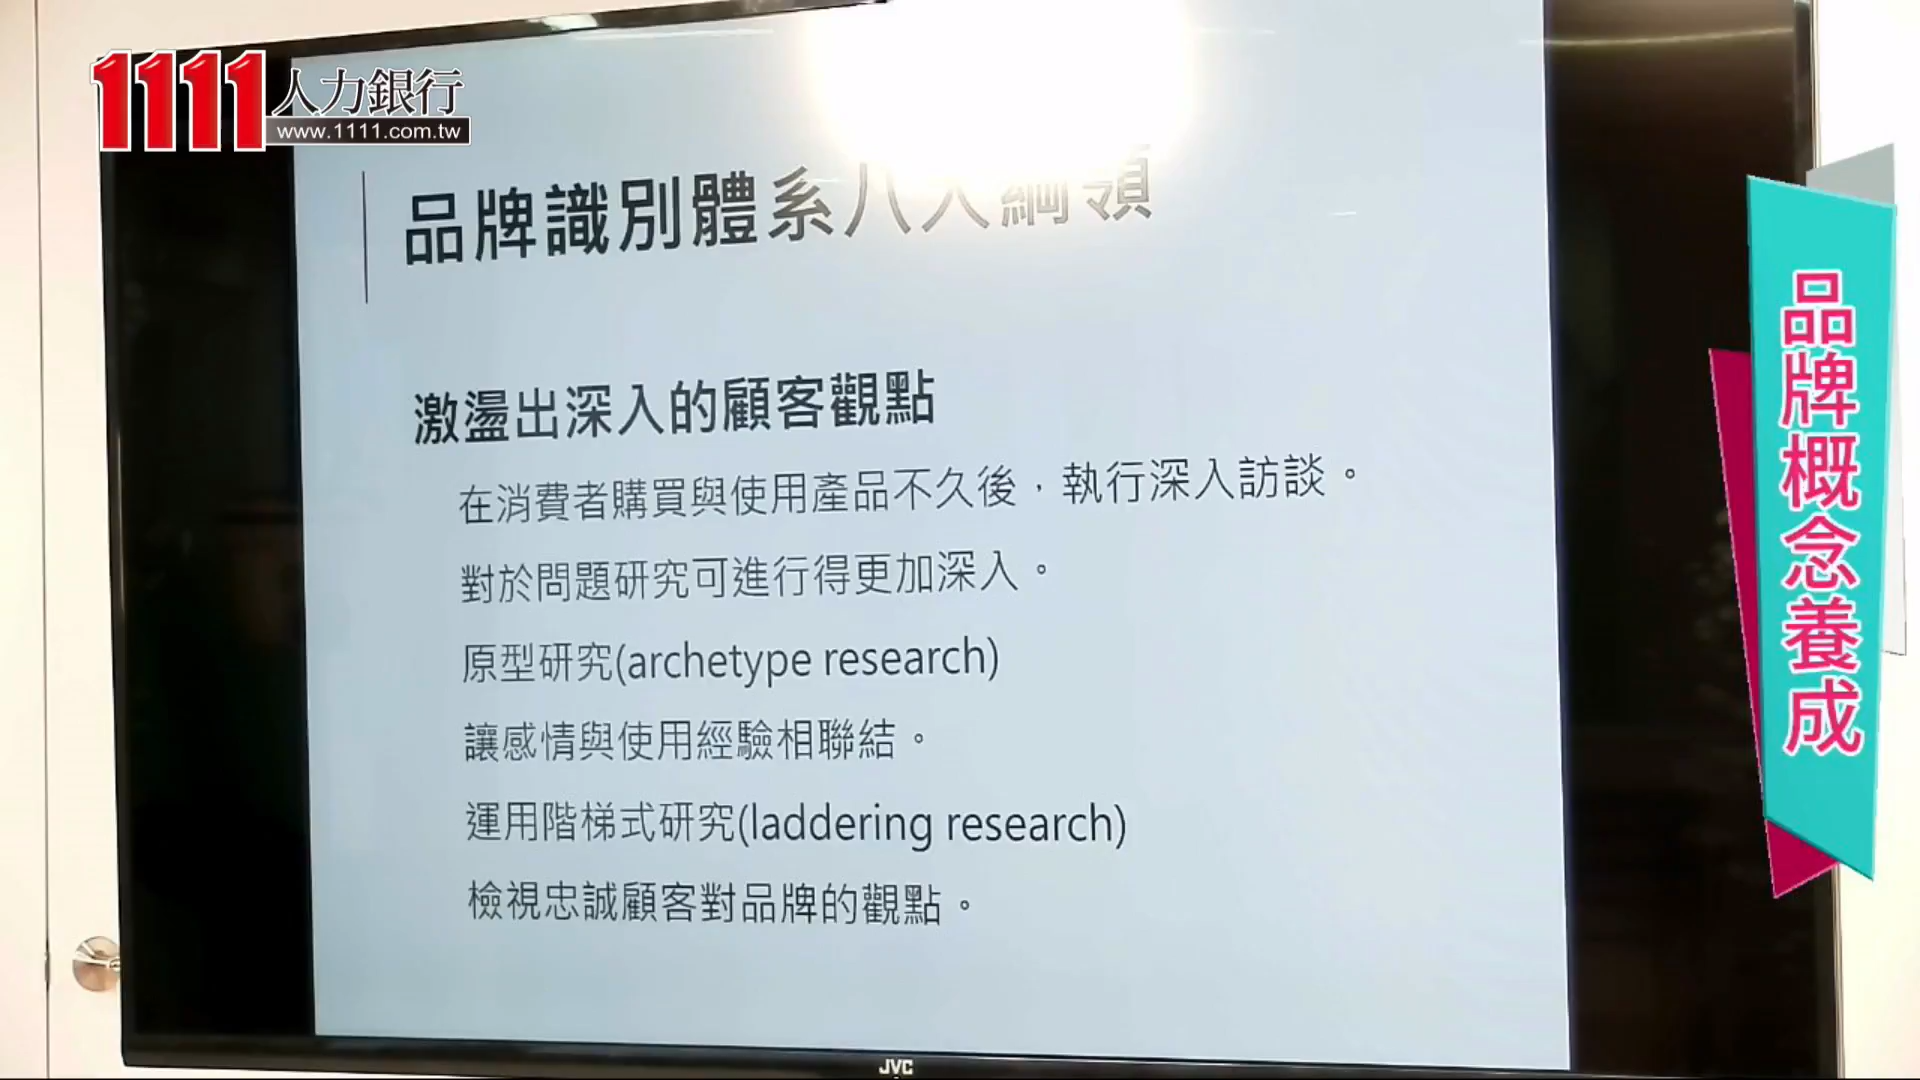 1111人力銀行
www.1111.com.tw
品牌識別體系八大綱領
激盪出深入的顧客觀點
在消費者購買與使用產品不久後，執行深入訪談。
對於問題研究可進行得更加深入。
原型研究(archetype research)
讓感情與使用經驗相聯結。
運用階梯式研究(laddering research)
檢視忠誠顧客對品牌的觀點。
品牌概念養成
JVC